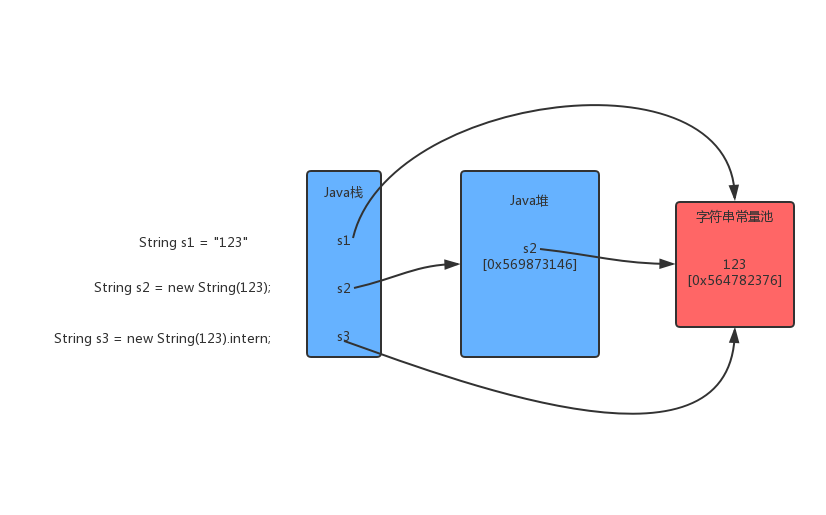 Java栈
Java堆
字符串常量池
String s1 = "123"
s1
s2
[0x569873146]
123
[0x564782376]
String s2 = new String(123);
s2
String s3 = new String(123).intern;
s3